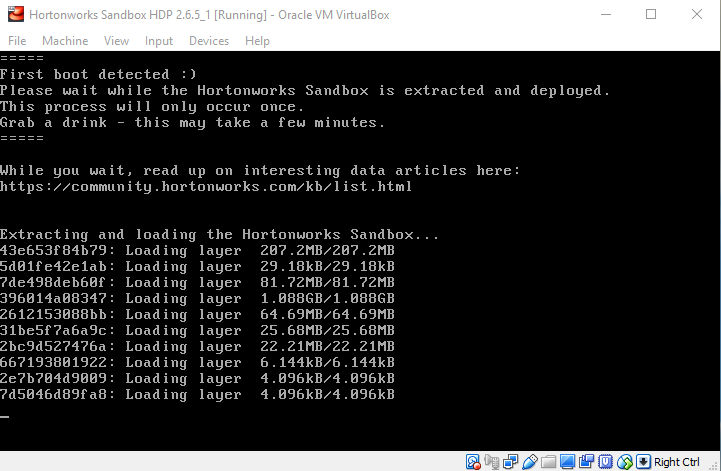 Hortonworks Sandbox HDP 2.6.5_1 [Running] - Oracle VM VirtualBox
File Machine View Input Devices Help
=====
First boot detected :)
Please wait while the Hortonworks Sandbox is extracted and deployed.
This process will only occur once.
Grab a drink - this may take a few minutes.
=====
While you wait, read up on interesting data articles here:
https://community.hortonworks.com/kb/list.html
Extracting and loading the Hortonworks Sandbox...
43e653f84b79: Loading layer 207.2MB/207.2MB
5d01fe42e1ab: Loading layer 29.18kB/29.18kB
7de498deb60f: Loading layer 81.72MB/81.72MB
396014a08347: Loading layer 1.088GB/1.088GB
2612153088bb: Loading layer 64.69MB/64.69MB
31be5f7a6a9c: Loading layer 25.68MB/25.68MB
2bc9d527476a: Loading layer 22.21MB/22.21MB
667193801922: Loading layer 6.144kB/6.144kB
2e7b704d9009: Loading layer 4.096kB/4.096kB
7d5046d89fa8: Loading layer 4.096kB/4.096kB
_
Right Ctrl